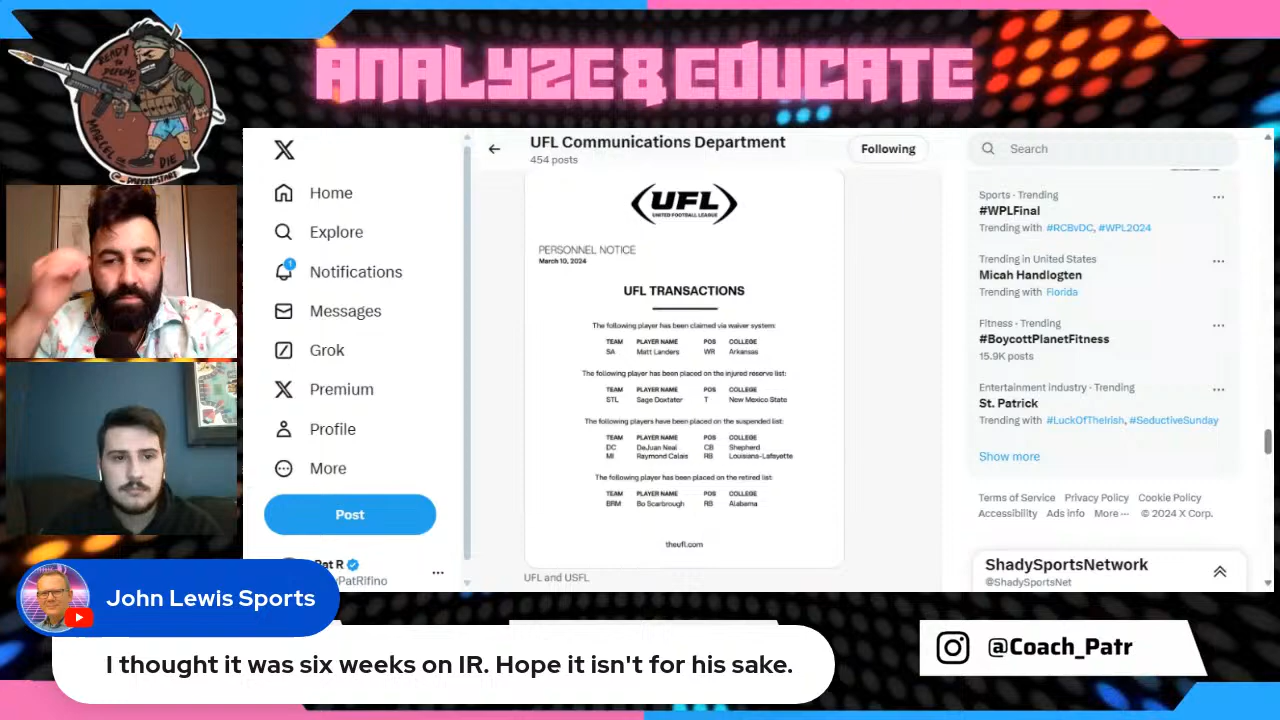 ANALYZE & EDUCATE
READY
TO
DEFEND
MARCEL OR
DIE
UFL Communications Department
454 posts
Following
Search
Home
Explore
1
Notifications
Messages
Grok
Premium
Profile
More
Post
Pat R
PatRifino
UFL
UNITED FOOTBALL LEAGUE
PERSONNEL NOTICE
March 10, 2024
UFL TRANSACTIONS
The following player has been claimed via waiver system:
TEAM PLAYER NAME POS COLLEGE
SA Matt Landers WR Arkansas
The following player has been placed on the injured reserve list:
TEAM PLAYER NAME POS COLLEGE
STL Sage Doxtater T New Mexico State
The following players have been placed on the suspended list:
TEAM PLAYER NAME POS COLLEGE
DC DeJuan Neal CB Shepherd
MI Raymond Calais RB Louisiana-Lafayette
The following player has been placed on the retired list:
TEAM PLAYER NAME POS COLLEGE
BRM Bo Scarbrough RB Alabama
theufl.com
UFL and USFL
Sports · Trending
#WPLFinal
Trending with #RCBvDC, #WPL2024
Trending in United States
Micah Handlogten
Trending with Florida
Fitness · Trending
#BoycottPlanetFitness
15.9K posts
Entertainment industry · Trending
St. Patrick
Trending with #LuckOfTheIrish, #SeductiveSunday
Show more
Terms of Service Privacy Policy Cookie Policy
Accessibility Ads info More ··· © 2024 X Corp.
ShadySportsNetwork
@ShadySportsNet
John Lewis Sports
I thought it was six weeks on IR. Hope it isn't for his sake.
@Coach_Patr